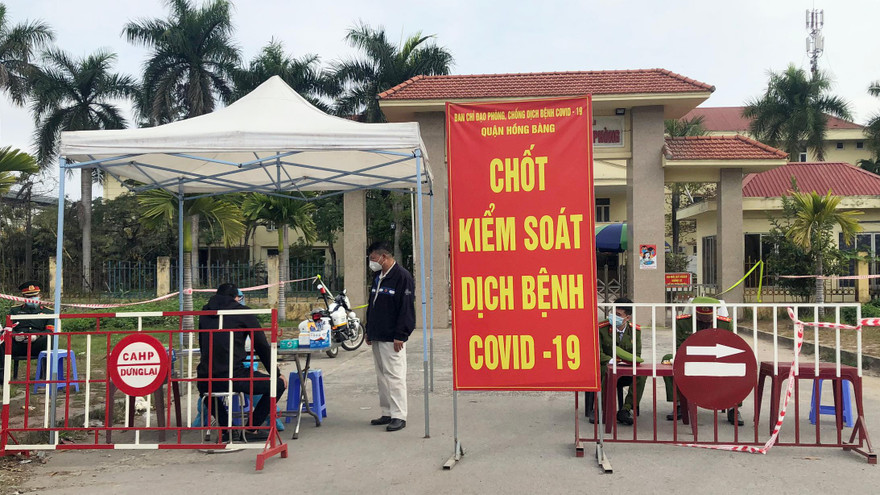 BAN CHỈ ĐẠO PHÒNG, CHỐNG DỊCH BỆNH COVID - 19
QUẬN HỒNG BÀNG
CHỐT
KIỂM SOÁT
DỊCH BỆNH
COVID -19
CAHP
DỪNG LẠI